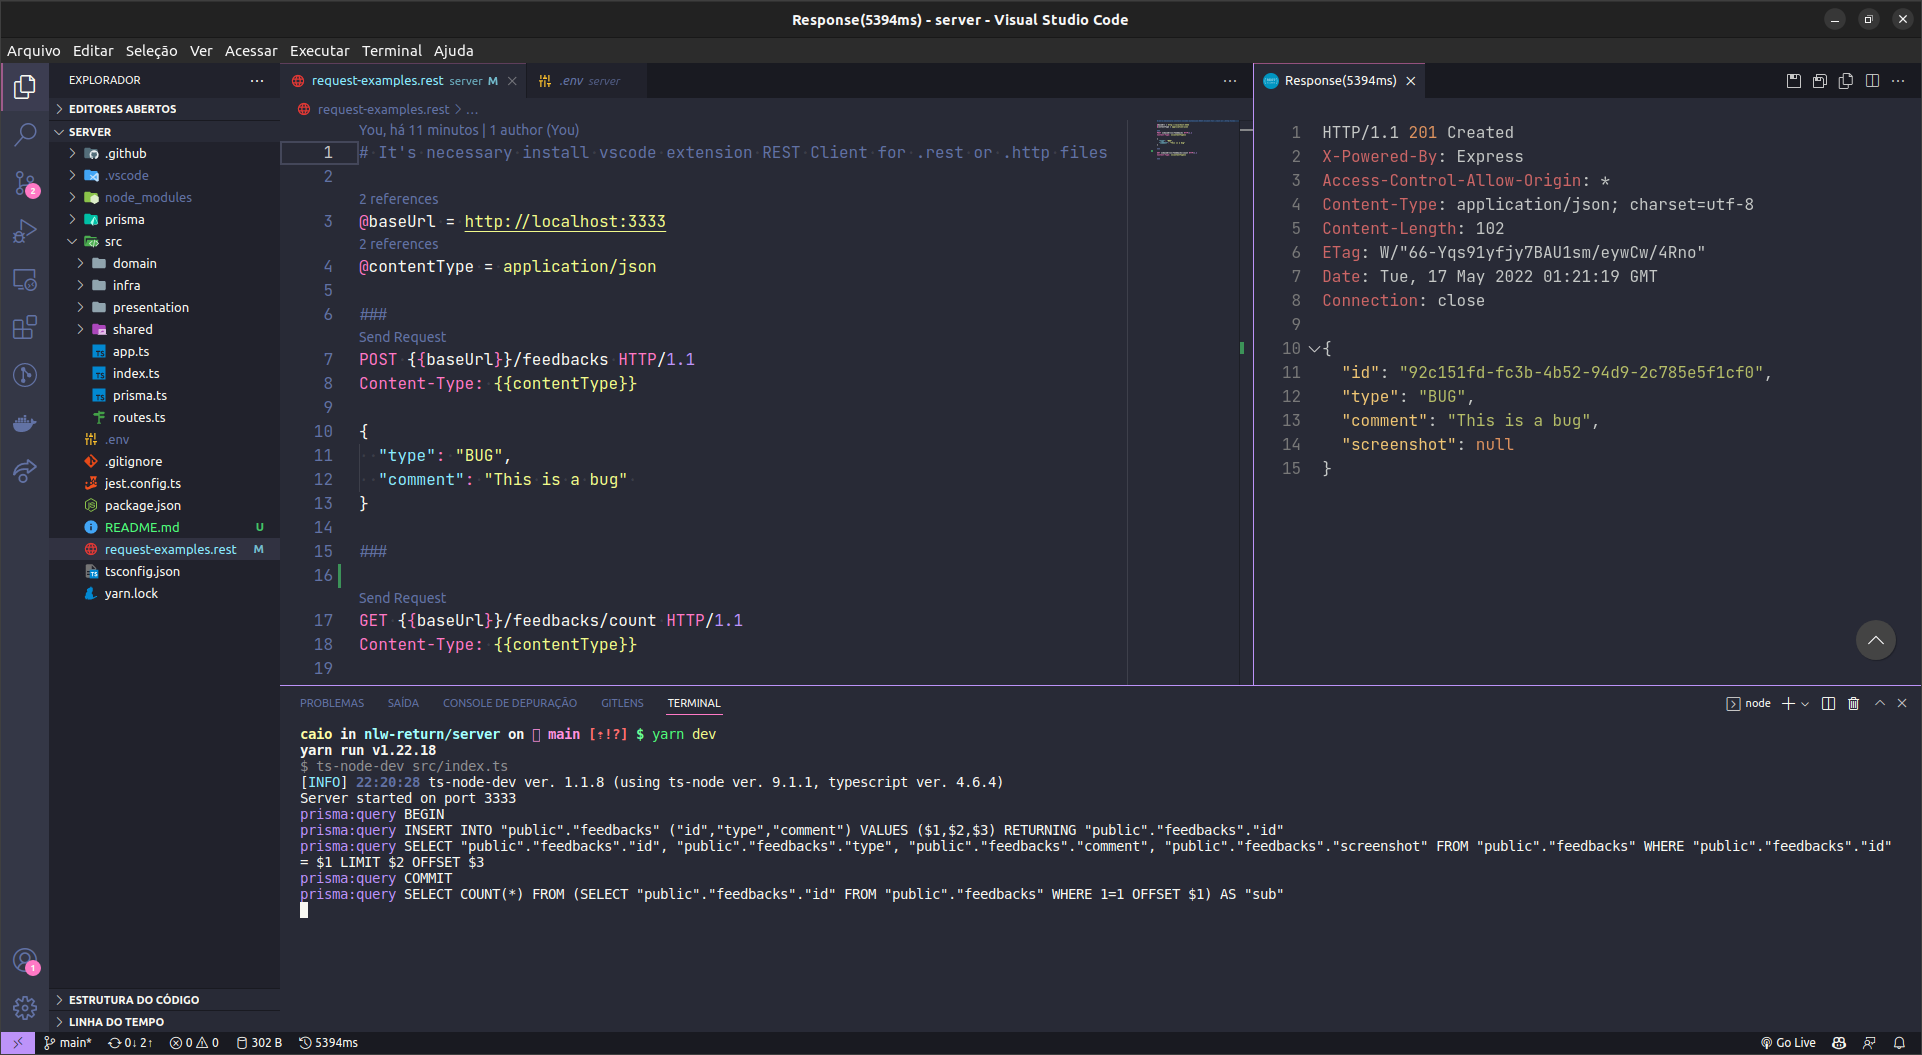 Response(5394ms) - server - Visual Studio Code
Arquivo Editar Seleção Ver Acessar Executar Terminal Ajuda
EXPLORADOR
EDITORES ABERTOS
SERVER
.github
.vscode
node_modules
prisma
src
domain
infra
presentation
shared
app.ts
index.ts
prisma.ts
routes.ts
.env
.gitignore
jest.config.ts
package.json
README.md U
request-examples.rest M
tsconfig.json
yarn.lock
ESTRUTURA DO CÓDIGO
LINHA DO TEMPO
2
1
request-examples.rest server M
.env server
request-examples.rest > ...
You, há 11 minutos | 1 author (You)
1 # It's necessary install vscode extension REST Client for .rest or .http files
2
2 references
3 @baseUrl = http://localhost:3333
2 references
4 @contentType = application/json
5
6 ###
Send Request
7 POST {{baseUrl}}/feedbacks HTTP/1.1
8 Content-Type: {{contentType}}
9
10 {
11 "type": "BUG",
12 "comment": "This is a bug"
13 }
14
15 ###
16
Send Request
17 GET {{baseUrl}}/feedbacks/count HTTP/1.1
18 Content-Type: {{contentType}}
19
Response(5394ms)
1 HTTP/1.1 201 Created
2 X-Powered-By: Express
3 Access-Control-Allow-Origin: *
4 Content-Type: application/json; charset=utf-8
5 Content-Length: 102
6 ETag: W/"66-Yqs91yfjy7BAU1sm/eywCw/4Rno"
7 Date: Tue, 17 May 2022 01:21:19 GMT
8 Connection: close
9
10 {
11 "id": "92c151fd-fc3b-4b52-94d9-2c785e5f1cf0",
12 "type": "BUG",
13 "comment": "This is a bug",
14 "screenshot": null
15 }
PROBLEMAS SAÍDA CONSOLE DE DEPURAÇÃO GITLENS TERMINAL
node
caio in nlw-return/server on main [⇡!?] $ yarn dev
yarn run v1.22.18
$ ts-node-dev src/index.ts
[INFO] 22:20:28 ts-node-dev ver. 1.1.8 (using ts-node ver. 9.1.1, typescript ver. 4.6.4)
Server started on port 3333
prisma:query BEGIN
prisma:query INSERT INTO "public"."feedbacks" ("id","type","comment") VALUES ($1,$2,$3) RETURNING "public"."feedbacks"."id"
prisma:query SELECT "public"."feedbacks"."id", "public"."feedbacks"."type", "public"."feedbacks"."comment", "public"."feedbacks"."screenshot" FROM "public"."feedbacks" WHERE "public"."feedbacks"."id"
= $1 LIMIT $2 OFFSET $3
prisma:query COMMIT
prisma:query SELECT COUNT(*) FROM (SELECT "public"."feedbacks"."id" FROM "public"."feedbacks" WHERE 1=1 OFFSET $1) AS "sub"
main* 0↓ 2↑ 0 0 302 B 5394ms
Go Live